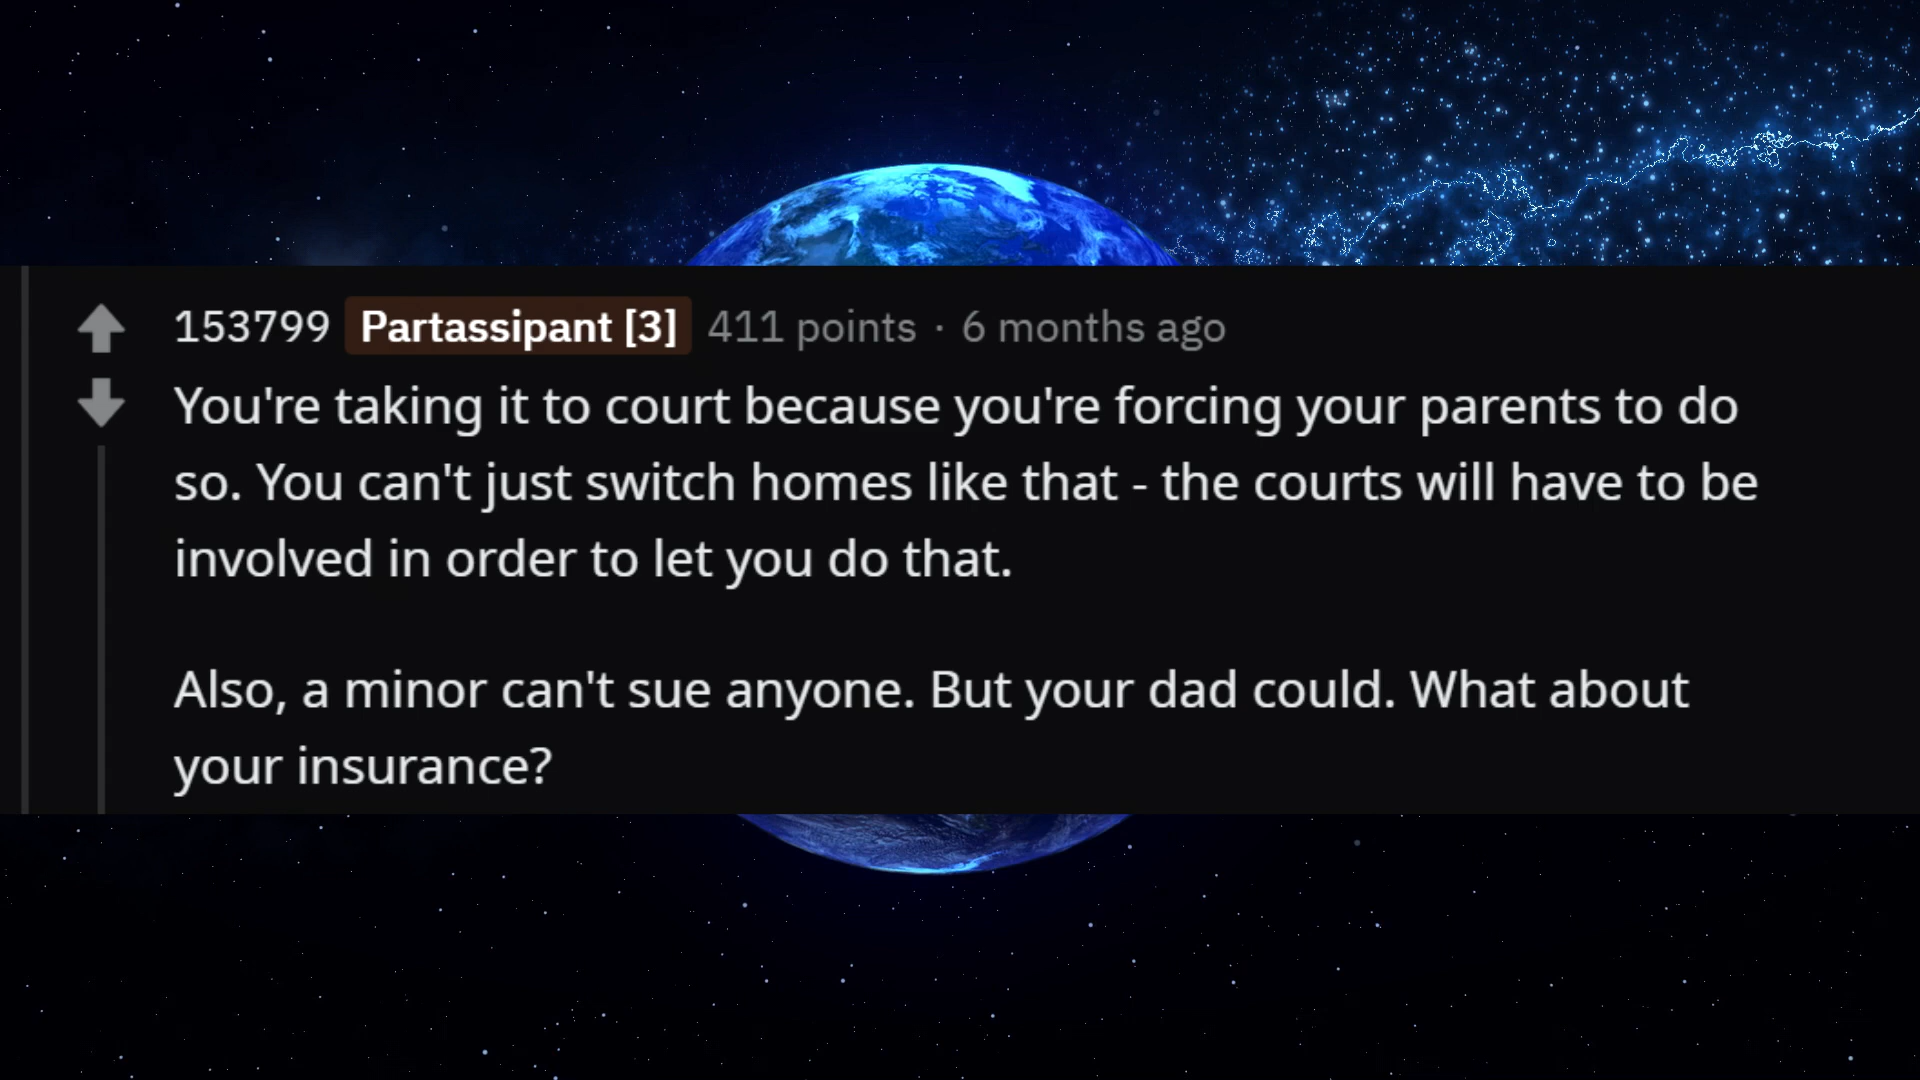 153799 Partassipant [3] 411 points · 6 months ago
You're taking it to court because you're forcing your parents to do
so. You can't just switch homes like that - the courts will have to be
involved in order to let you do that.
Also, a minor can't sue anyone. But your dad could. What about
your insurance?